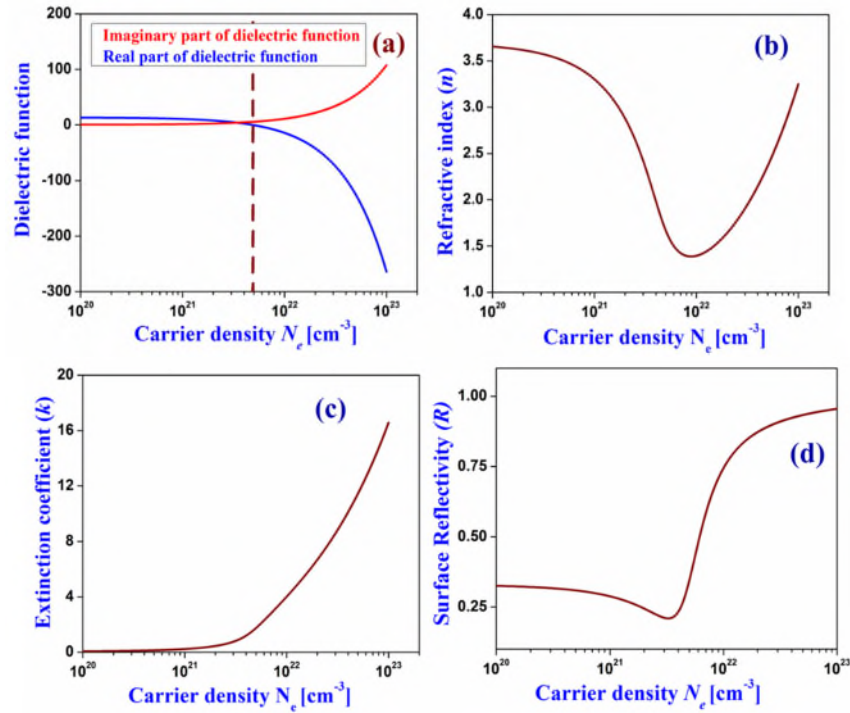 200
100
0
-100
-200
-300
Dielectric function
Imaginary part of dielectric function
Real part of dielectric function
(a)
10^20 10^21 10^22 10^23
Carrier density N_e [cm^-3]
4.0
3.5
3.0
2.5
2.0
1.5
1.0
Refractive index (n)
(b)
10^20 10^21 10^22 10^23
Carrier density N_e [cm^-3]
20
16
12
8
4
0
Extinction coefficient (k)
(c)
10^20 10^21 10^22 10^23
Carrier density N_e [cm^-3]
1.00
0.75
0.50
0.25
Surface Reflectivity (R)
(d)
10^20 10^21 10^22 10^23
Carrier density N_e [cm^-3]